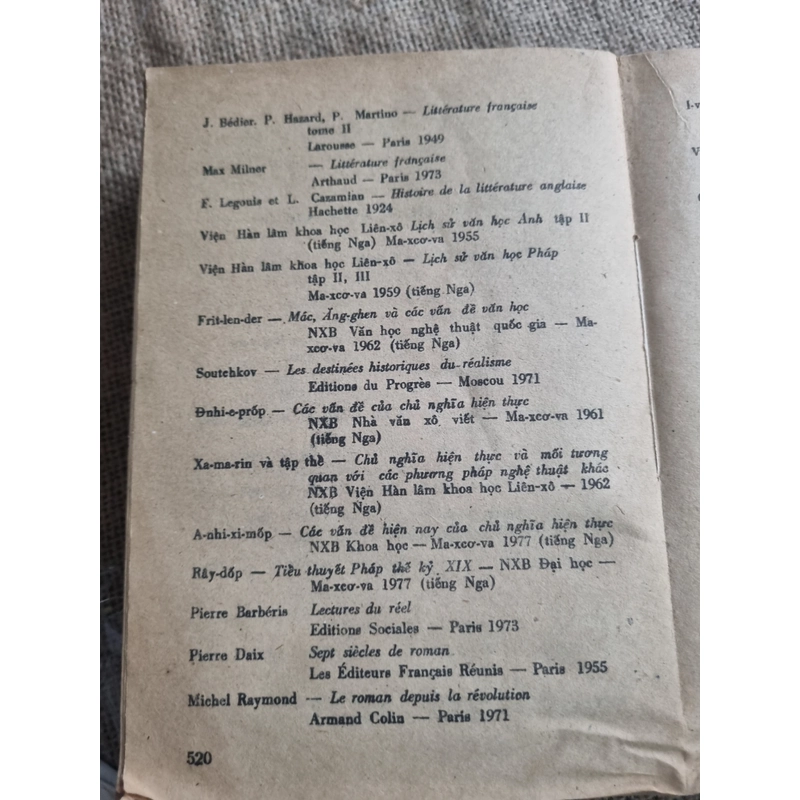 J. Bédier. P. Hazard, P. Martino — Littérature française
tome II
Larousse — Paris 1949
Max Milner — Littérature française
Arthaud — Paris 1973
F. Legouis et L. Cazamian — Histoire de la littérature anglaise
Hachette 1924
Viện Hàn lâm khoa học Liên-xô Lịch sử văn học Anh tập II
(tiếng Nga) Ma-xcơ-va 1955
Viện Hàn lâm khoa học Liên-xô — Lịch sử văn học Pháp
tập II, III
Ma-xcơ-va 1959 (tiếng Nga)
Frit-len-der — Mác, Ăng-ghen và các vấn đề văn học
NXB Văn học nghệ thuật quốc gia — Ma-
xcơ-va 1962 (tiếng Nga)
Soutchkov — Les destinées historiques du réalisme
Editions du Progrès — Moscou 1971
Đnhi-e-prốp — Các vấn đề của chủ nghĩa hiện thực
NXB Nhà văn xô viết — Ma-xcơ-va 1961
(tiếng Nga)
Xa-ma-rin và tập thể — Chủ nghĩa hiện thực và mối tương
quan với các phương pháp nghệ thuật khác
NXB Viện Hàn lâm khoa học Liên-xô — 1962
(tiếng Nga)
A-nhi-xi-mốp — Các vấn đề hiện nay của chủ nghĩa hiện thực
NXB Khoa học — Ma-xcơ-va 1977 (tiếng Nga)
Rây-dốp — Tiểu thuyết Pháp thế kỷ XIX — NXB Đại học —
Ma-xcơ-va 1977 (tiếng Nga)
Pierre Barbéris Lectures du réel
Editions Sociales — Paris 1973
Pierre Daix Sept siècles de roman
Les Éditeurs Français Réunis — Paris 1955
Michel Raymond — Le roman depuis la révolution
Armand Colin — Paris 1971
520